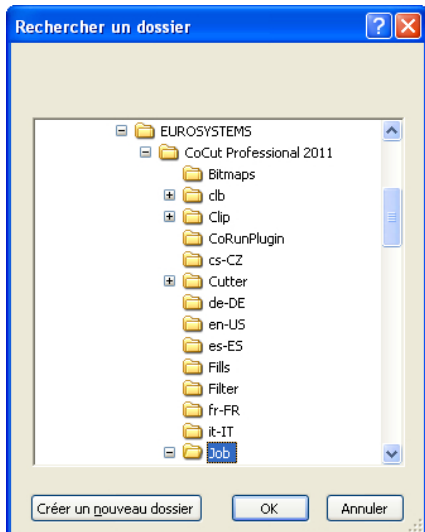 Rechercher un dossier
EUROSYSTEMS
CoCut Professional 2011
Bitmaps
clb
Clip
CoRunPlugin
cs-CZ
Cutter
de-DE
en-US
es-ES
Fills
Filter
fr-FR
it-IT
Job
Créer un nouveau dossier OK Annuler